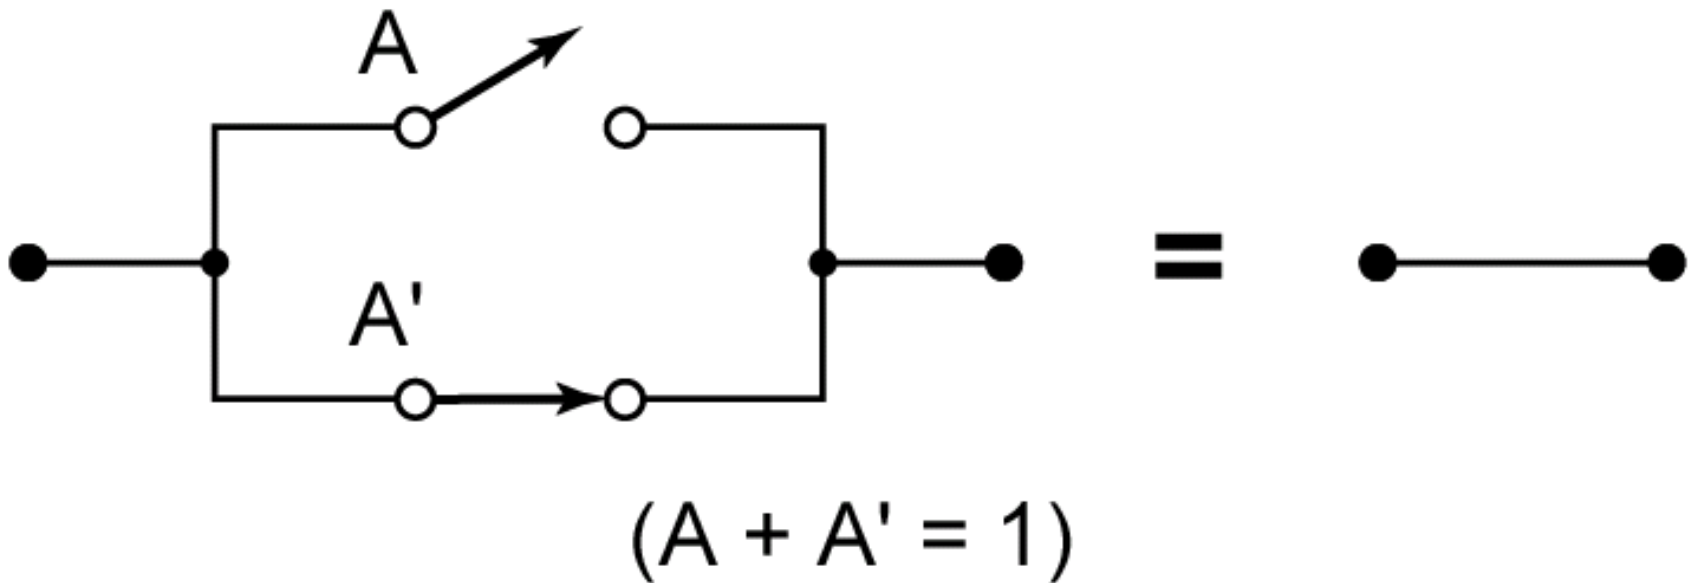 A
A'
=
(A + A' = 1)